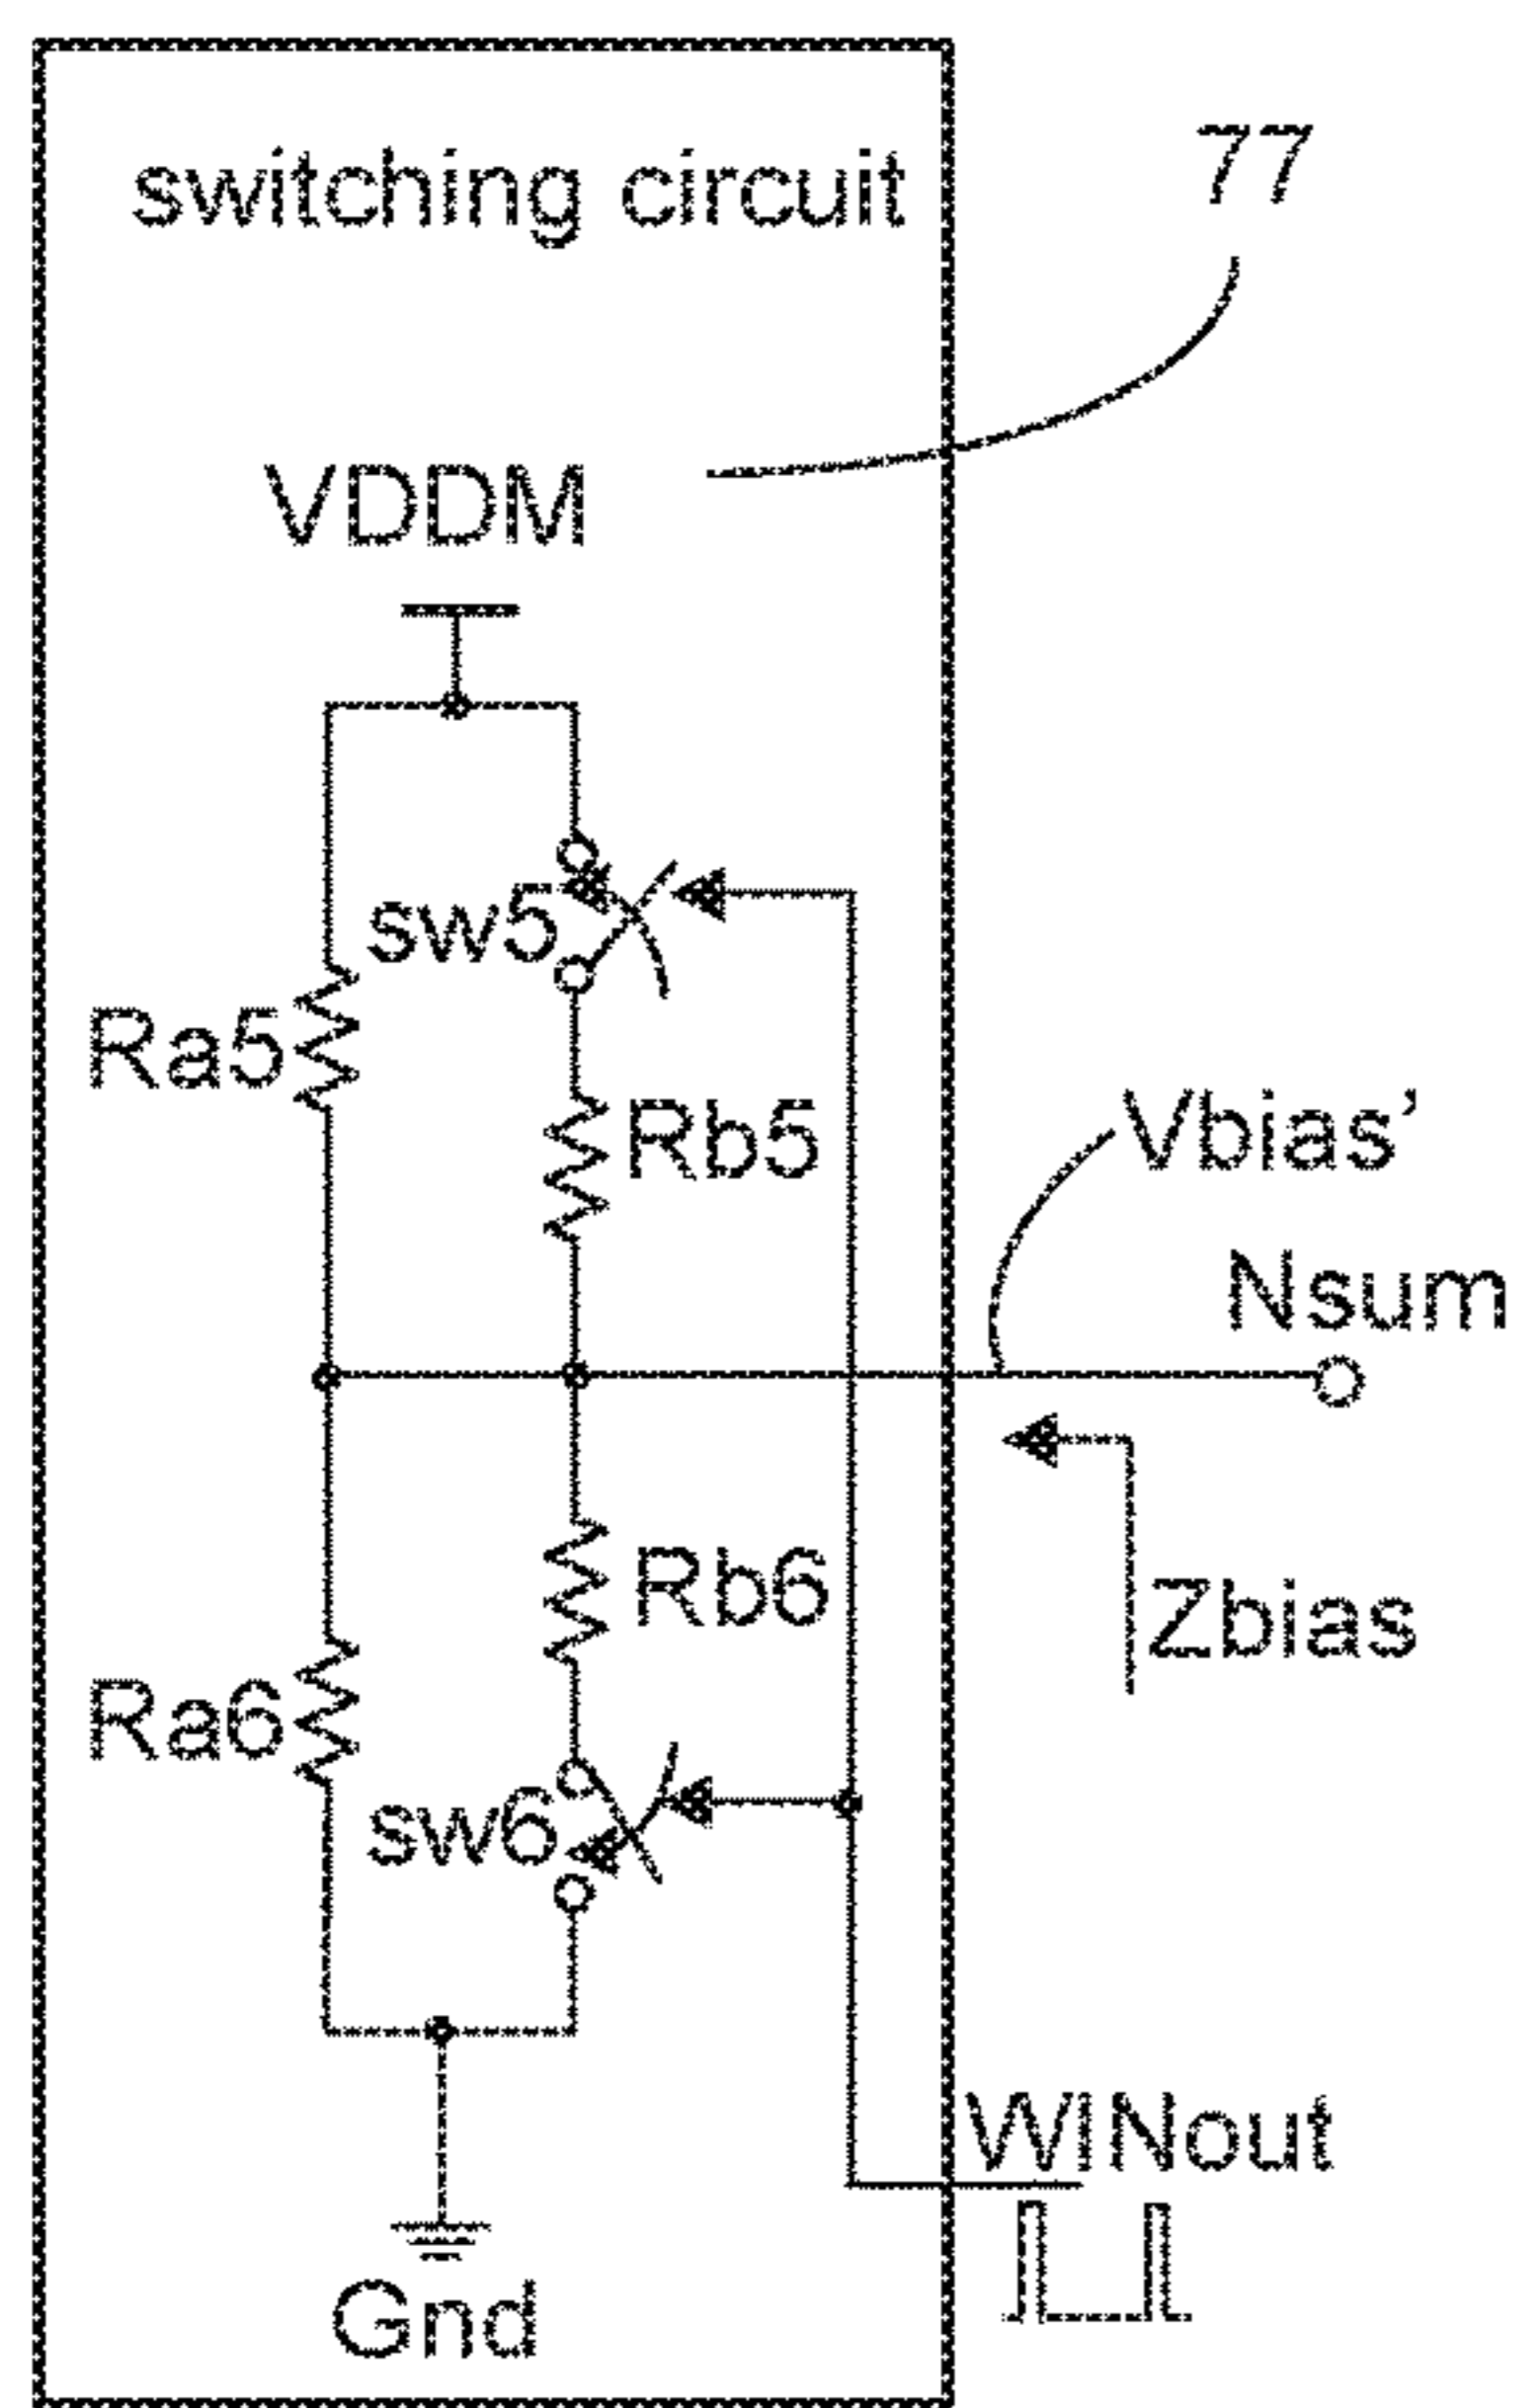 switching circuit
77
VDDM
sw5
Ra5
Rb5
Vbias’
Nsum
Rb6
Zbias
Ra6
sw6
WINout
Gnd